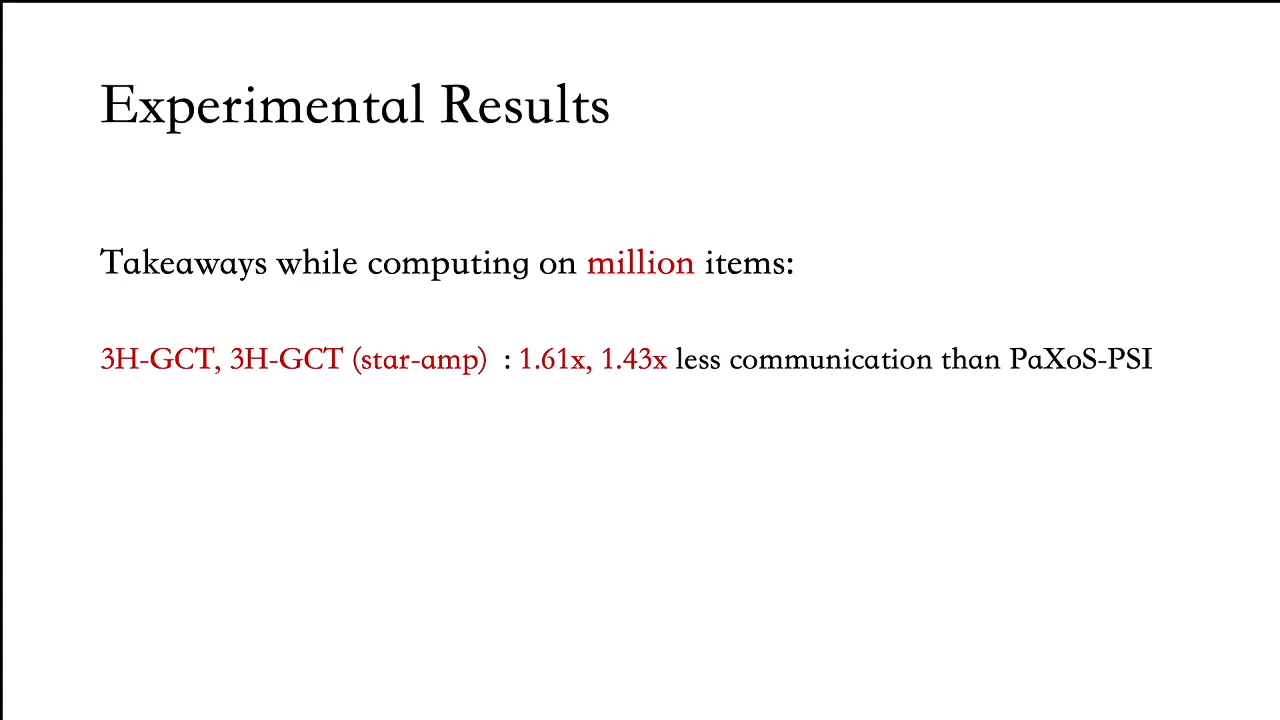 Experimental Results
Takeaways while computing on million items:
3H-GCT, 3H-GCT (star-amp) : 1.61x, 1.43x less communication than PaXoS-PSI